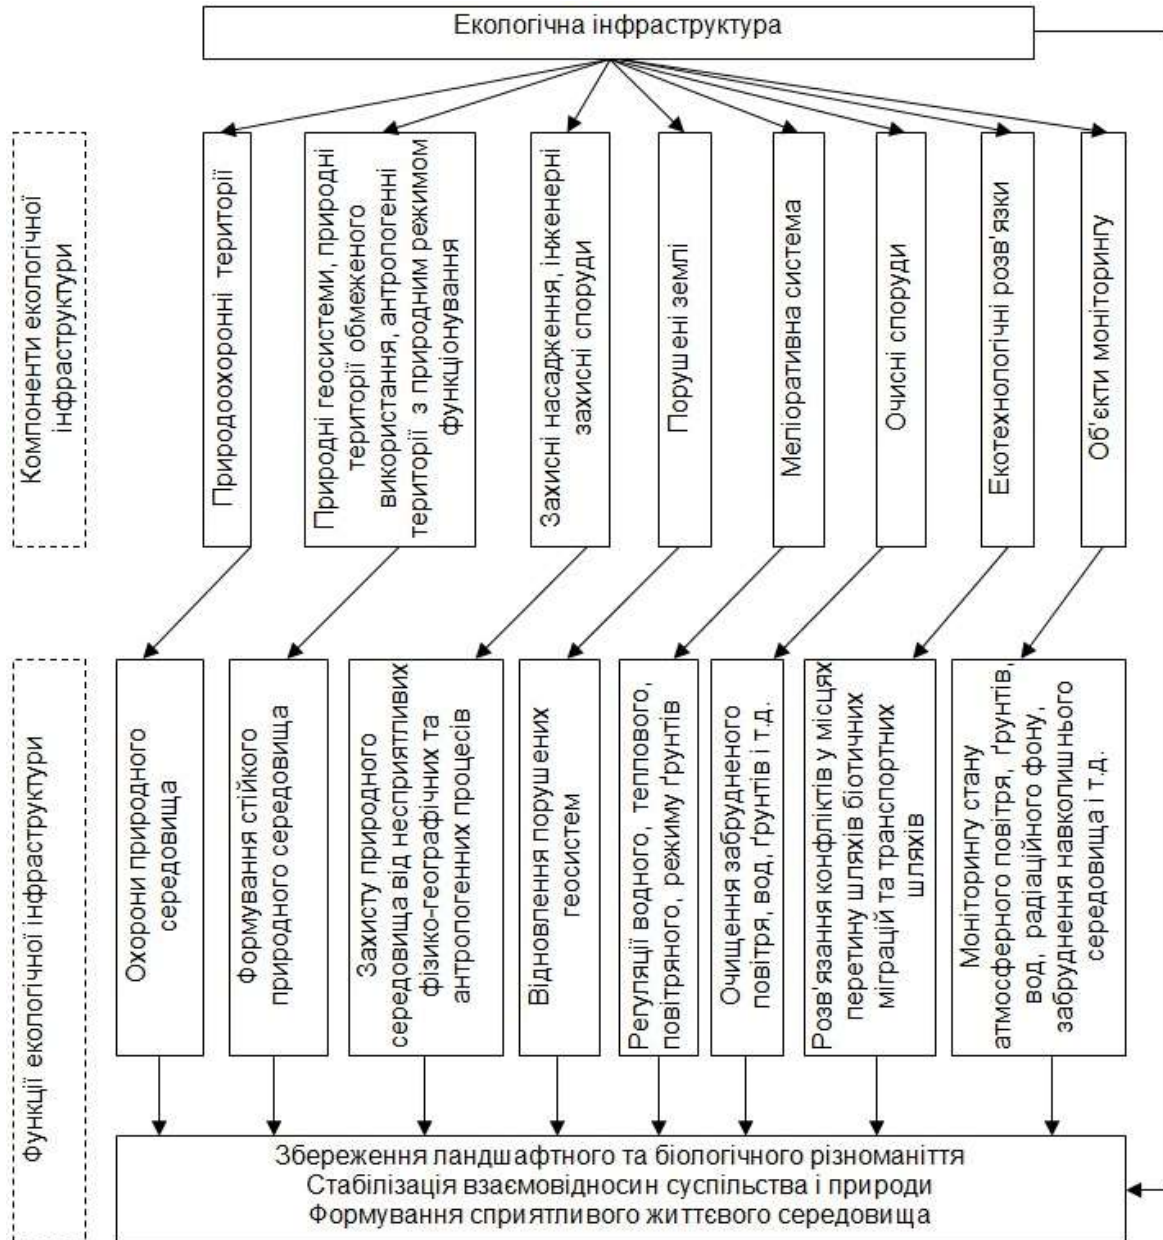 Екологічна інфраструктура
Компоненти екологічної
інфраструктури
Природоохоронні території
Природні геосистеми, природні
території обмеженого
використання, антропогенні
території з природним режимом
функціонування
Захисні насадження, інженерні
захисні споруди
Порушені землі
Меліоративна система
Очисні споруди
Екотехнологічні розв'язки
Об'єкти моніторингу
Функції екологічної інфраструктури
Охорони природного
середовища
Формування стійкого
природного середовища
Захисту природного
середовища від несприятливих
фізико-географічних та
антропогенних процесів
Відновлення порушених
геосистем
Регуляції водного, теплового,
повітряного, режиму ґрунтів
Очищення забрудненого
повітря, вод, ґрунтів і т.д.
Розв'язання конфліктів у місцях
перетину шляхів біотичних
міграцій та транспортних
шляхів
Моніторингу стану
атмосферного повітря, ґрунтів,
вод, радіаційного фону,
забруднення навколишнього
середовища і т.д.
Збереження ландшафтного та біологічного різноманіття
Стабілізація взаємовідносин суспільства і природи
Формування сприятливого життєвого середовища